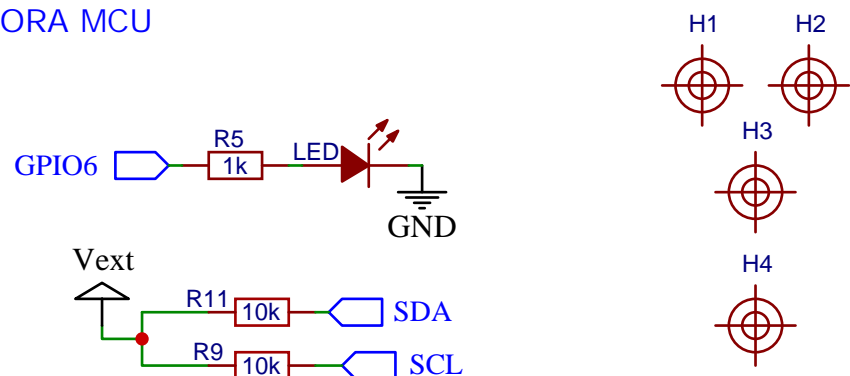 ORA MCU
H1
H2
R5
LED
GPIO6
1k
H3
GND
Vext
H4
R11
10k
SDA
R9
10k
SCL